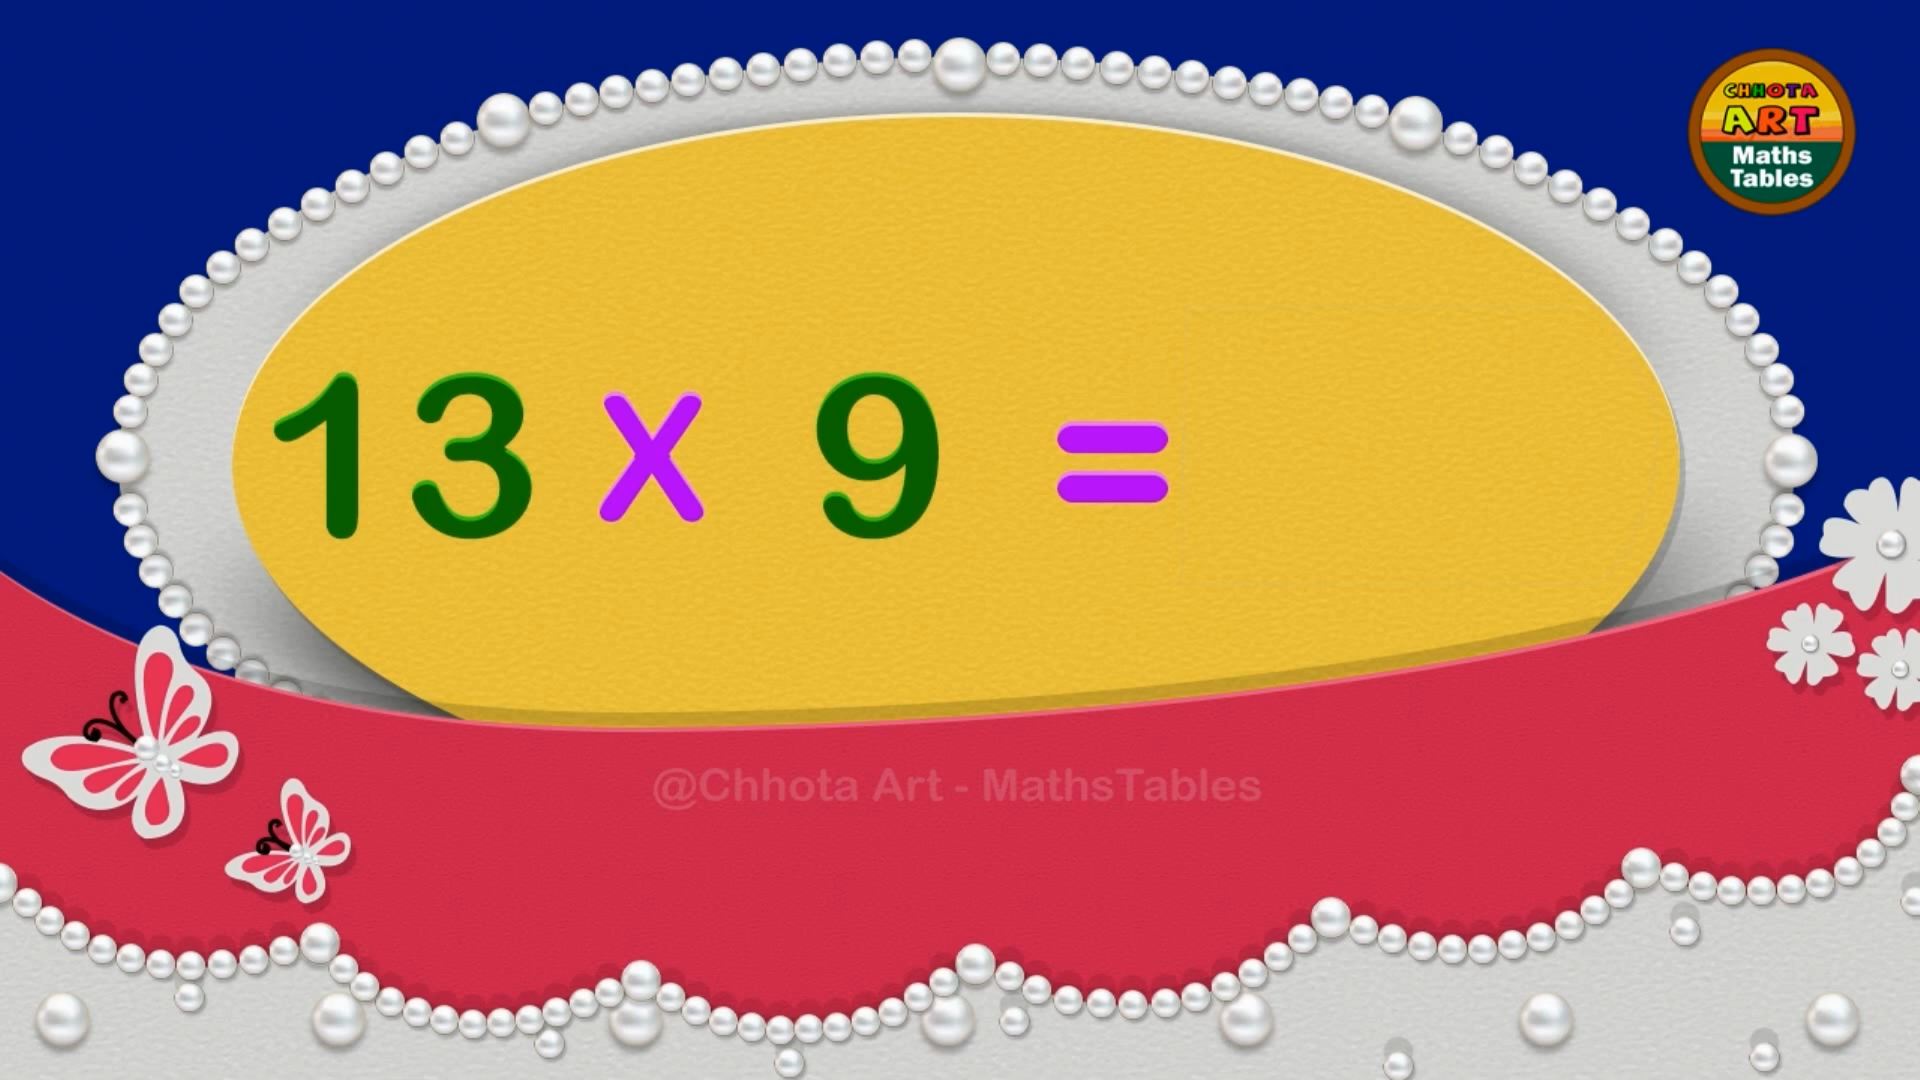 CHHOTA
ART
Maths
Tables
13 x 9 =
@Chhota Art - MathsTables